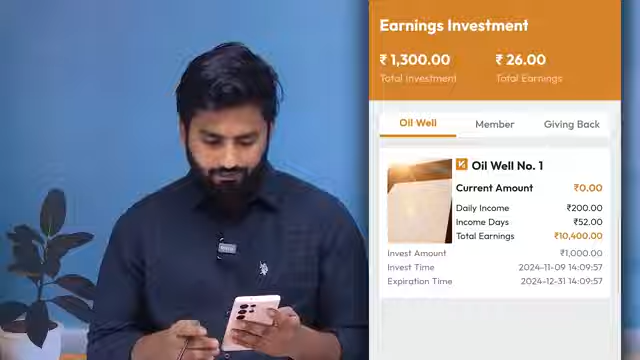 Earnings Investment
₹ 1,300.00 ₹ 26.00
Total Investment Total Earnings
Oil Well Member Giving Back
Oil Well No. 1
Current Amount ₹0.00
Daily Income ₹200.00
Income Days ₹52.00
Total Earnings ₹10,400.00
Invest Amount ₹1,000.00
Invest Time 2024-11-09 14:09:57
Expiration Time 2024-12-31 14:09:57